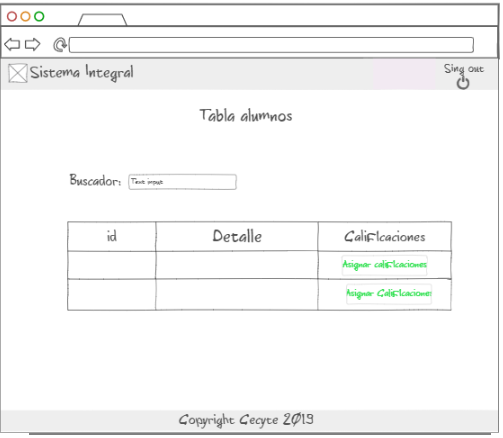 Sistema Integral
Sing out
Tabla alumnos
Buscador: Text input
id Detalle Calificaciones
Asignar calificaciones
Asignar Calificaciones
Copyright Cecyte 2019